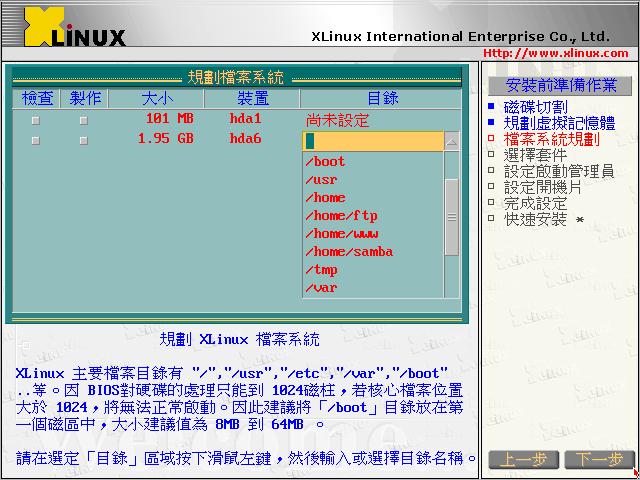 XLiNUX
XLinux International Enterprise Co., Ltd.
Http://www.xlinux.com
規劃檔案系統
檢查 製作 大小 裝置 目錄
101 MB hda1 尚未設定
1.95 GB hda6
/boot
/usr
/home
/home/ftp
/home/www
/home/samba
/tmp
/var
規劃 XLinux 檔案系統
XLinux 主要檔案目錄有 "/","/usr","/etc","/var","/boot"
..等。因 BIOS對硬碟的處理只能到 1024磁柱，若核心檔案位置
大於 1024，將無法正常啟動。因此建議將「/boot」目錄放在第
一個磁區中，大小建議值為 8MB 到 64MB 。
請在選定「目錄」區域按下滑鼠左鍵，然後輸入或選擇目錄名稱。
安裝前準備作業
磁碟切割
規劃虛擬記憶體
檔案系統規劃
選擇套件
設定啟動管理員
設定開機片
完成設定
快速安裝 *
上一步 下一步
welcome